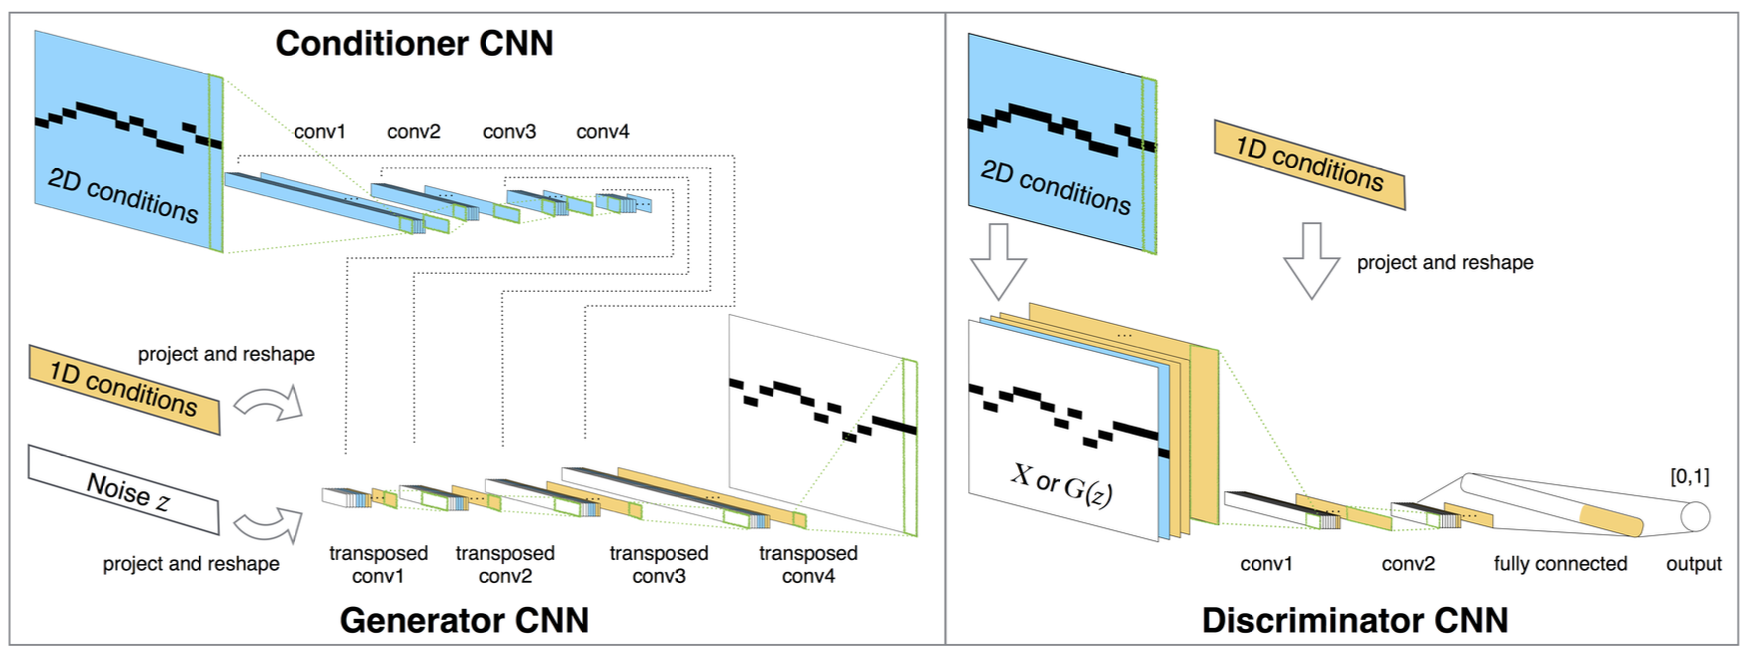 Conditioner CNN
conv1 conv2 conv3 conv4
2D conditions
project and reshape
1D conditions
Noise z
project and reshape
transposed conv1
transposed conv2
transposed conv3
transposed conv4
Generator CNN
2D conditions
1D conditions
project and reshape
...
X or G(z)
[0,1]
conv1 conv2 fully connected output
Discriminator CNN